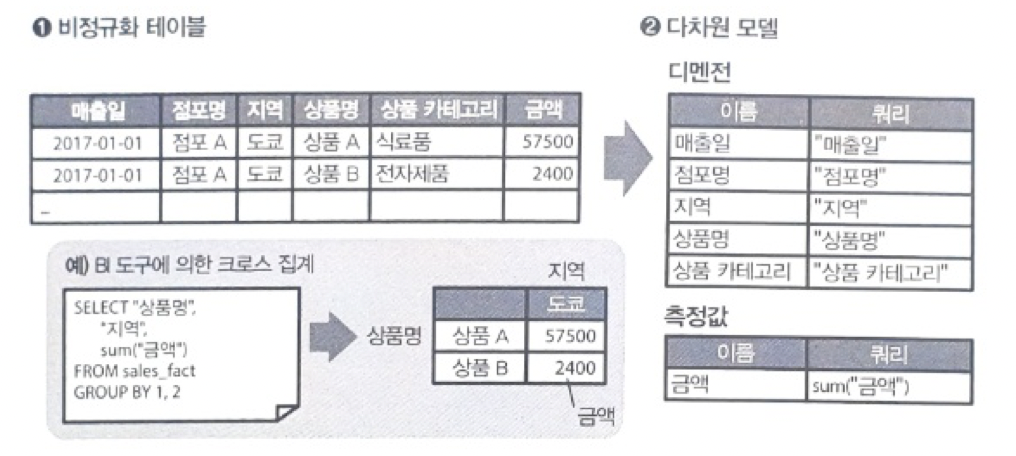 ❶ 비정규화 테이블
매출일 점포명 지역 상품명 상품 카테고리 금액
2017-01-01 점포 A 도쿄 상품 A 식료품 57500
2017-01-01 점포 A 도쿄 상품 B 전자제품 2400
...
예) BI 도구에 의한 크로스 집계
SELECT "상품명",
"지역",
sum("금액")
FROM sales_fact
GROUP BY 1, 2
지역
도쿄
상품명
상품 A 57500
상품 B 2400
금액
❷ 다차원 모델
디멘전
이름 쿼리
매출일 "매출일"
점포명 "점포명"
지역 "지역"
상품명 "상품명"
상품 카테고리 "상품 카테고리"
측정값
이름 쿼리
금액 sum("금액")